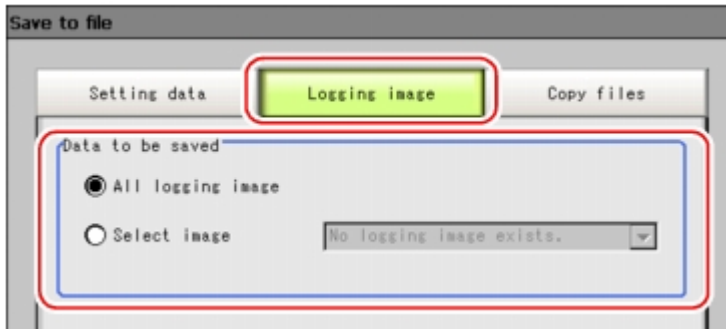 Save to file
Setting data Logging image Copy files
Data to be saved
All logging image
Select image No logging image exists.